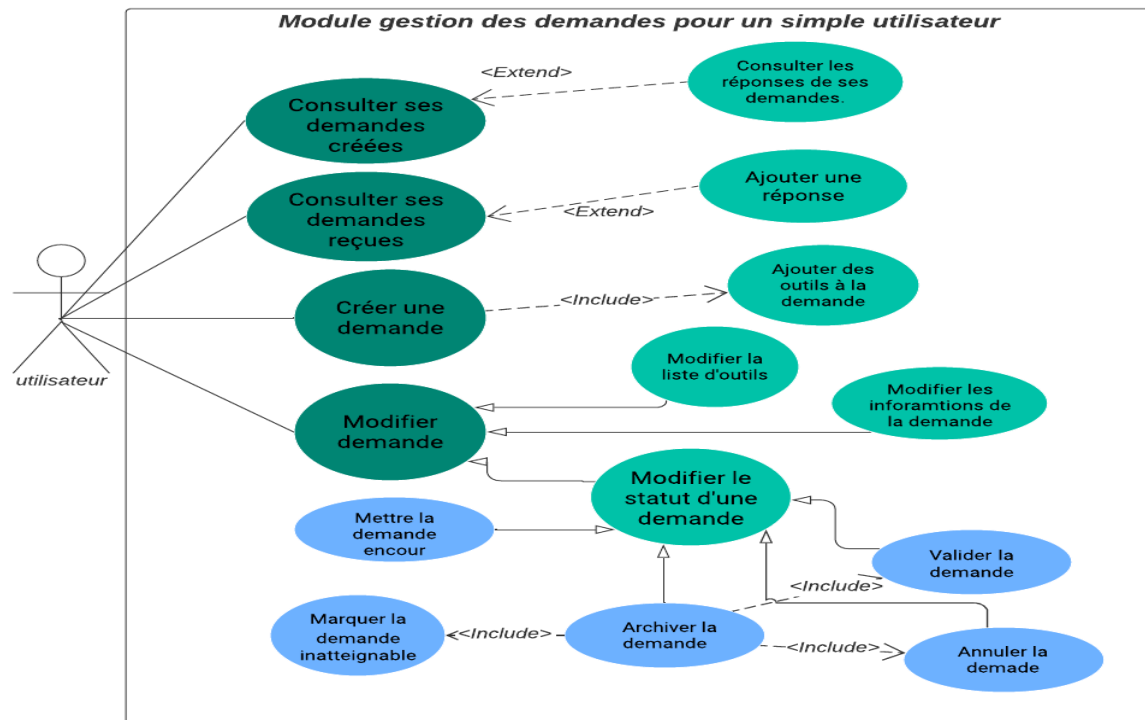 Module gestion des demandes pour un simple utilisateur
Consulter ses
demandes
créées
<Extend>
Consulter les
réponses de ses
demandes.
Consulter ses
demandes
reçues
<Extend>
Ajouter une
réponse
Créer une
demande
<Include>
Ajouter des
outils à la
demande
utilisateur
Modifier
demande
Modifier la
liste d'outils
Modifier les
inforamtions de
la demande
Modifier le
statut d'une
demande
Mettre la
demande
encour
Valider la
demande
<Include>
Marquer la
demande
inatteignable
<Include>
Archiver la
demande
<Include>
Annuler la
demade